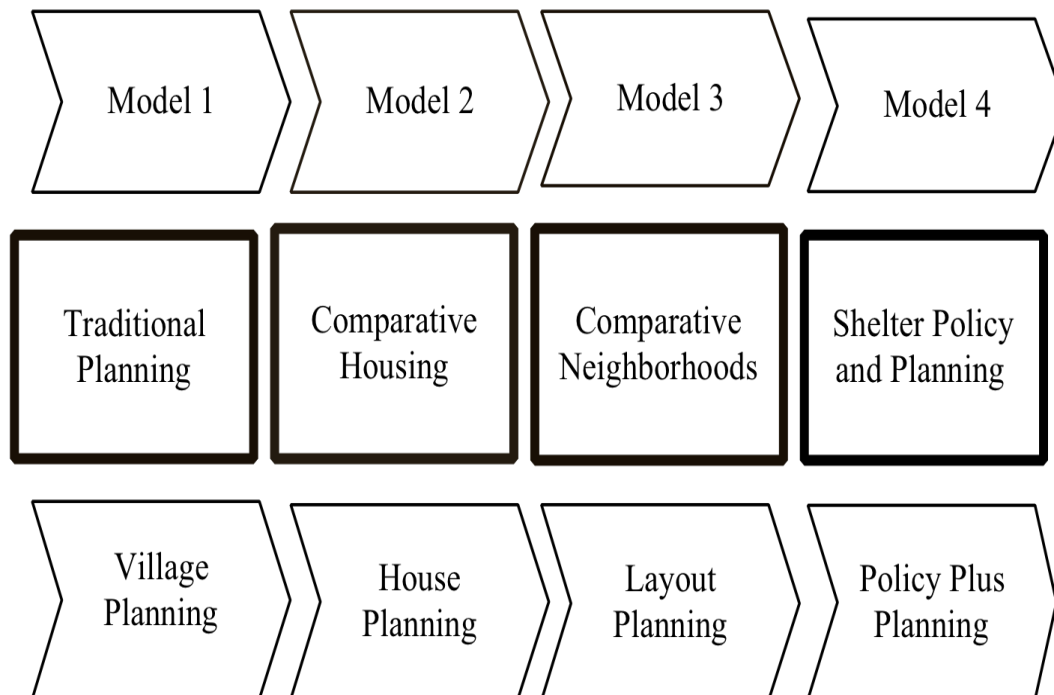 Model 1
Model 2
Model 3
Model 4
Traditional
Planning
Comparative
Housing
Comparative
Neighborhoods
Shelter Policy
and Planning
Village
Planning
House
Planning
Layout
Planning
Policy Plus
Planning